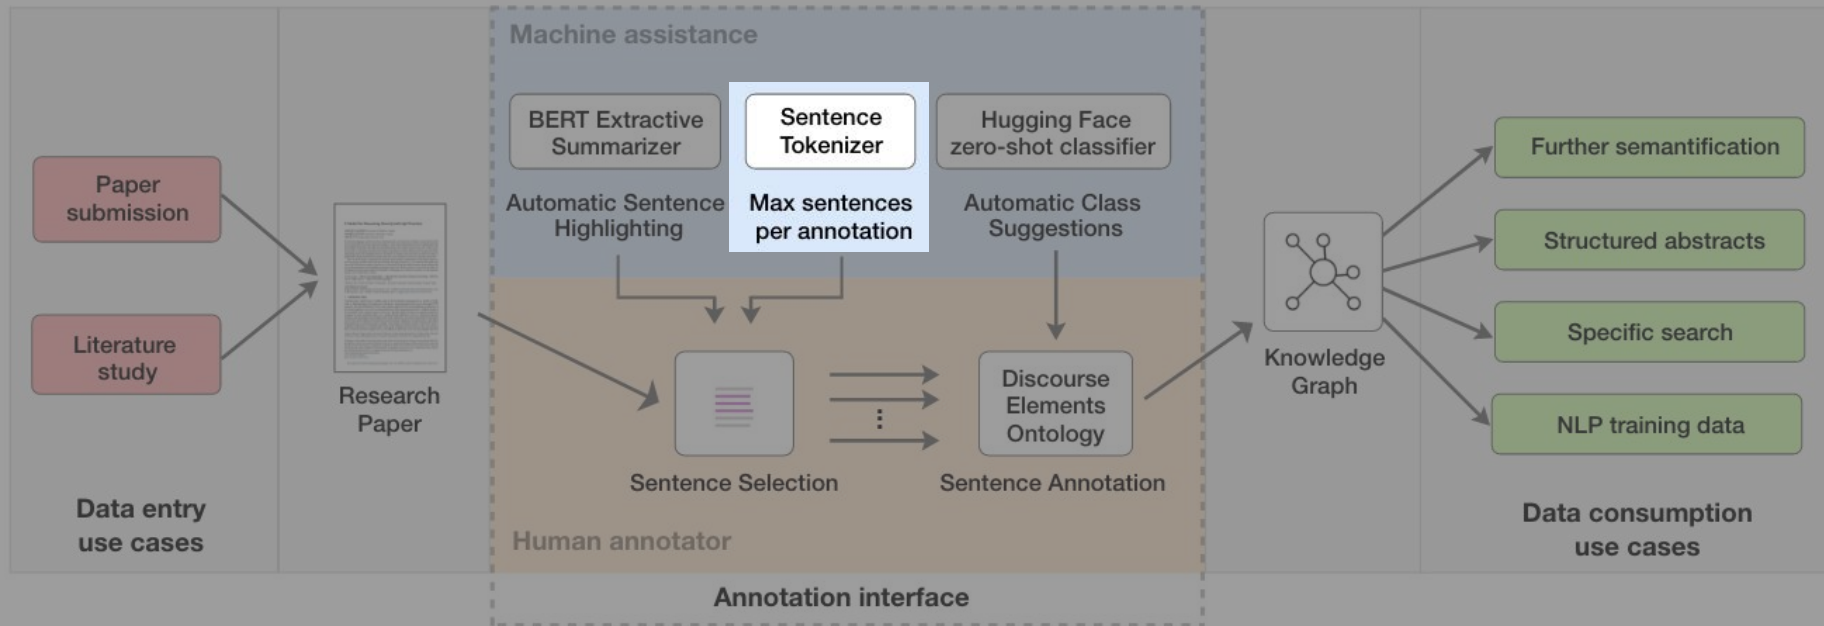 Machine assistance
BERT Extractive
Summarizer
Sentence
Tokenizer
Hugging Face
zero-shot classifier
Automatic Sentence
Highlighting
Max sentences
per annotation
Automatic Class
Suggestions
Paper
submission
Literature
study
Research
Paper
Data entry
use cases
Sentence Selection
Discourse
Elements
Ontology
Sentence Annotation
Human annotator
Annotation interface
Knowledge
Graph
Further semantification
Structured abstracts
Specific search
NLP training data
Data consumption
use cases